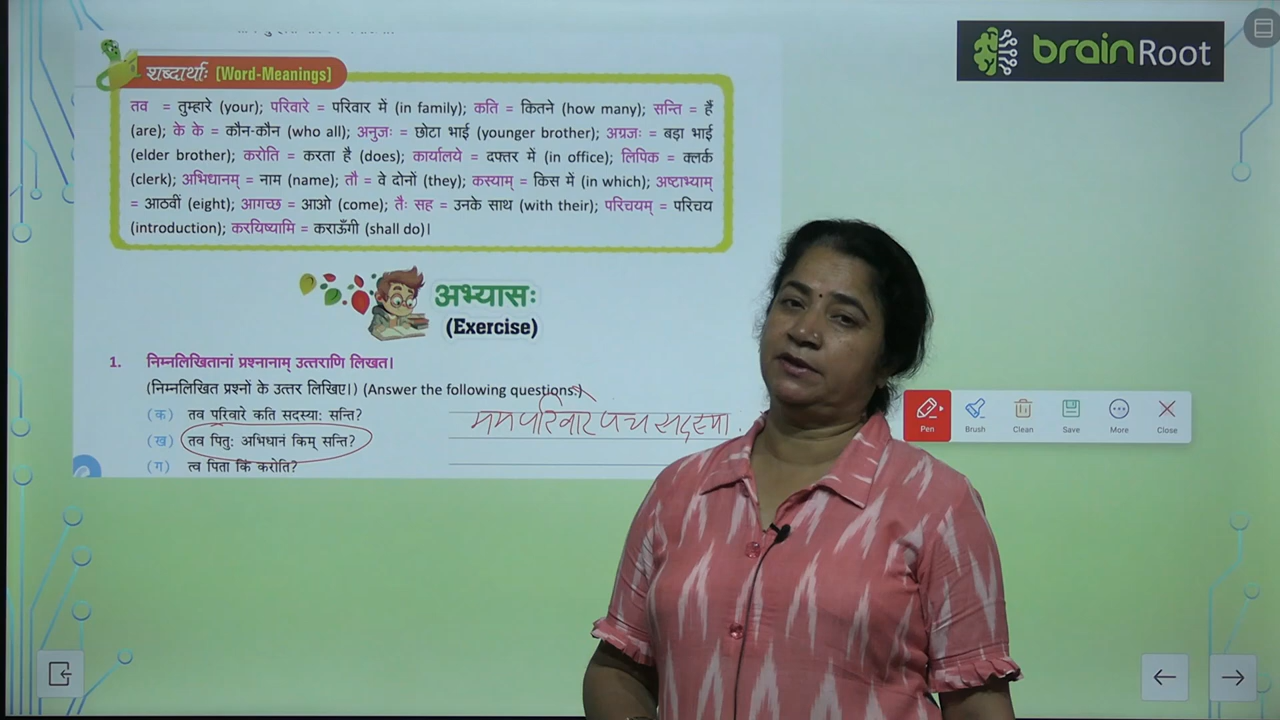 brainRoot
शब्दार्थाः (Word-Meanings)
तव = तुम्हारे (your); परिवारे = परिवार में (in family); कति = कितने (how many); सन्ति = हैं
(are); के के = कौन-कौन (who all); अनुजः = छोटा भाई (younger brother); अग्रजः = बड़ा भाई
(elder brother); करोति = करता है (does); कार्यालये = दफ्तर में (in office); लिपिक = क्लर्क
(clerk); अभिधानम् = नाम (name); तौ = वे दोनों (they); कस्याम् = किस में (in which); अष्टाभ्याम्
= आठवीं (eight); आगच्छ = आओ (come); तैः सह = उनके साथ (with their); परिचयम् = परिचय
(introduction); करयिष्यामि = कराऊँगी (shall do)।
अभ्यासः
(Exercise)
1. निम्नलिखितानां प्रश्नानाम् उत्तराणि लिखत।
(निम्नलिखित प्रश्नों के उत्तर लिखिए।) (Answer the following questions.)
(क) तव परिवारे कति सदस्याः सन्ति? मम परिवारे पच सदस्याः
(ख) तव पितुः अभिधानं किम् सन्ति?
(ग) त्व पिता किं करोति?
Pen Brush Clean Save More Close